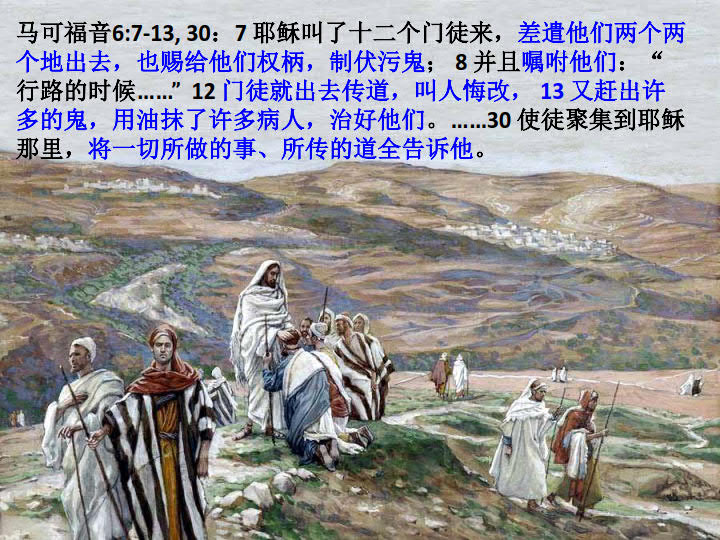 马可福音6:7-13, 30：7 耶稣叫了十二个门徒来，差遣他们两个两
个地出去，也赐给他们权柄，制伏污鬼； 8 并且嘱咐他们：“
行路的时候……” 12 门徒就出去传道，叫人悔改， 13 又赶出许
多的鬼，用油抹了许多病人，治好他们。……30 使徒聚集到耶稣
那里，将一切所做的事、所传的道全告诉他。